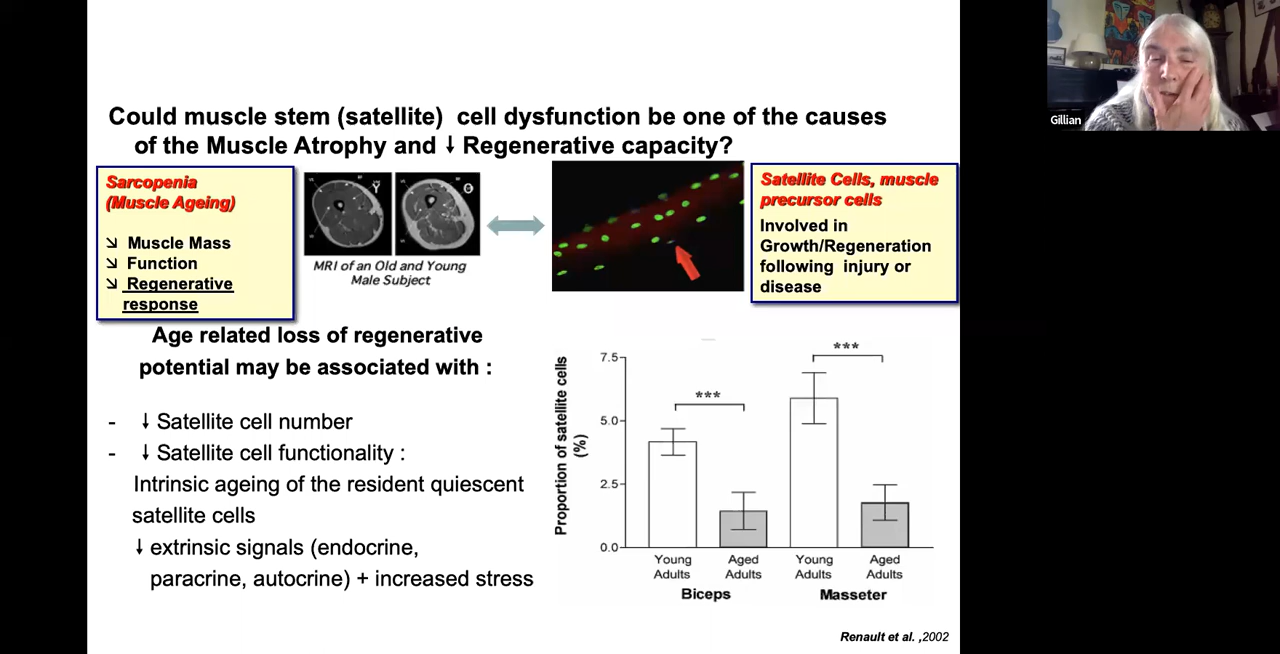 Could muscle stem (satellite) cell dysfunction be one of the causes
of the Muscle Atrophy and ↓ Regenerative capacity?
Sarcopenia
(Muscle Ageing)
↘ Muscle Mass
↘ Function
↘ Regenerative
response
Y
O
MRI of an Old and Young
Male Subject
Satellite Cells, muscle
precursor cells
Involved in
Growth/Regeneration
following injury or
disease
Age related loss of regenerative
potential may be associated with :
- ↓ Satellite cell number
- ↓ Satellite cell functionality :
Intrinsic ageing of the resident quiescent
satellite cells
↓ extrinsic signals (endocrine,
paracrine, autocrine) + increased stress
Proportion of satellite cells
(%)
7.5
5.0
2.5
0.0
***
***
Young
Adults
Aged
Adults
Young
Adults
Aged
Adults
Biceps
Masseter
Renault et al. ,2002
Gillian